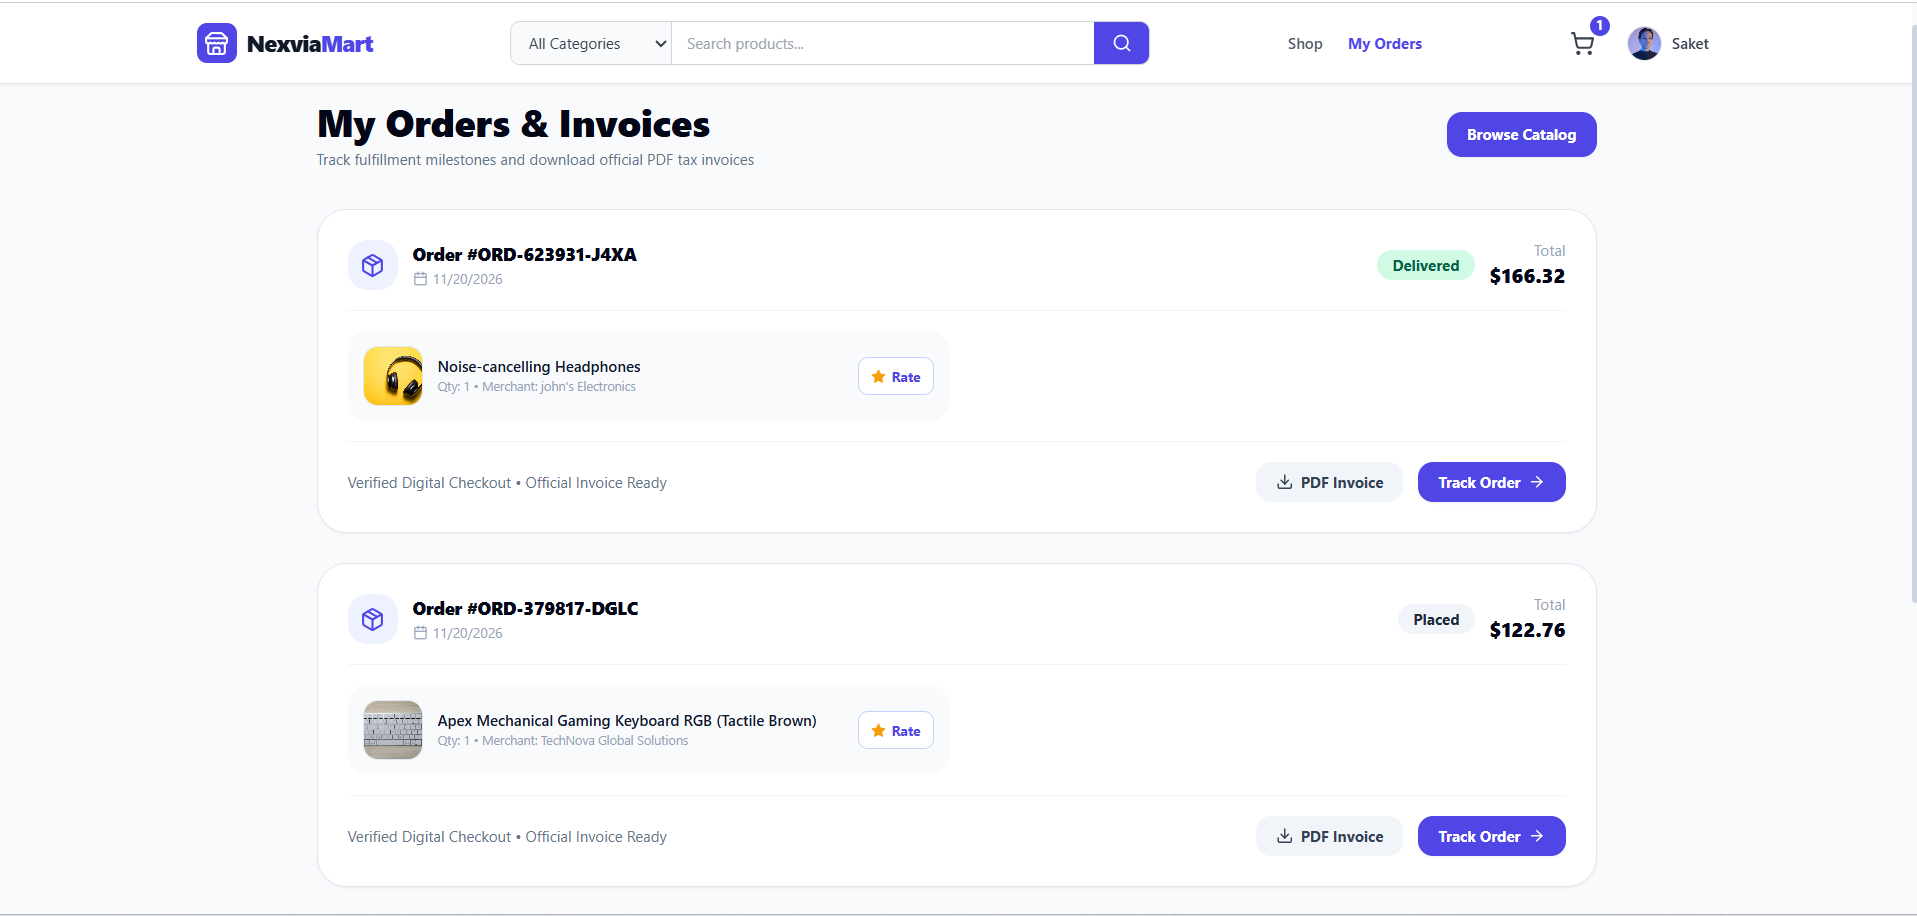 NexviaMart
All Categories
Search products...
Shop
My Orders
1
Saket
My Orders & Invoices
Track fulfillment milestones and download official PDF tax invoices
Browse Catalog
Order #ORD-623931-J4XA
11/20/2026
Delivered
Total
$166.32
Noise-cancelling Headphones
Qty: 1 • Merchant: john's Electronics
Rate
Verified Digital Checkout • Official Invoice Ready
PDF Invoice
Track Order
Order #ORD-379817-DGLC
11/20/2026
Placed
Total
$122.76
Apex Mechanical Gaming Keyboard RGB (Tactile Brown)
Qty: 1 • Merchant: TechNova Global Solutions
Rate
Verified Digital Checkout • Official Invoice Ready
PDF Invoice
Track Order